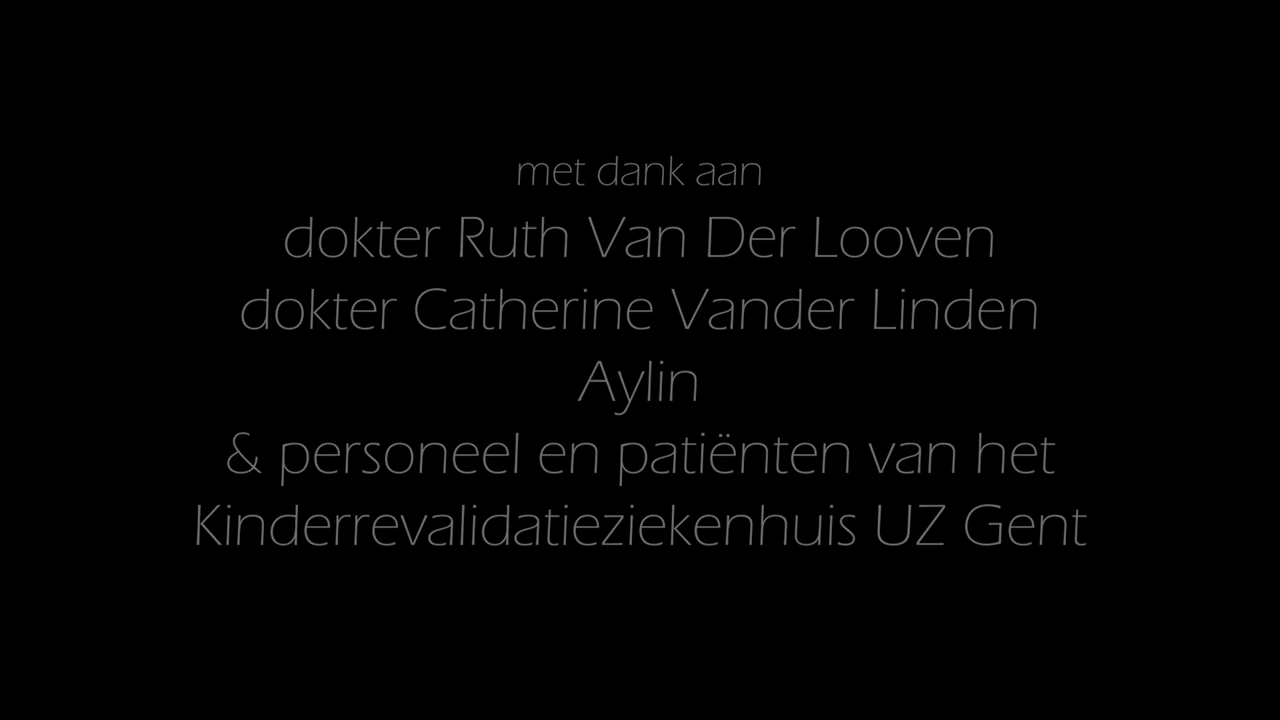 met dank aan
dokter Ruth Van Der Looven
dokter Catherine Vander Linden
Aylin
& personeel en patiënten van het
Kinderrevalidatieziekenhuis UZ Gent